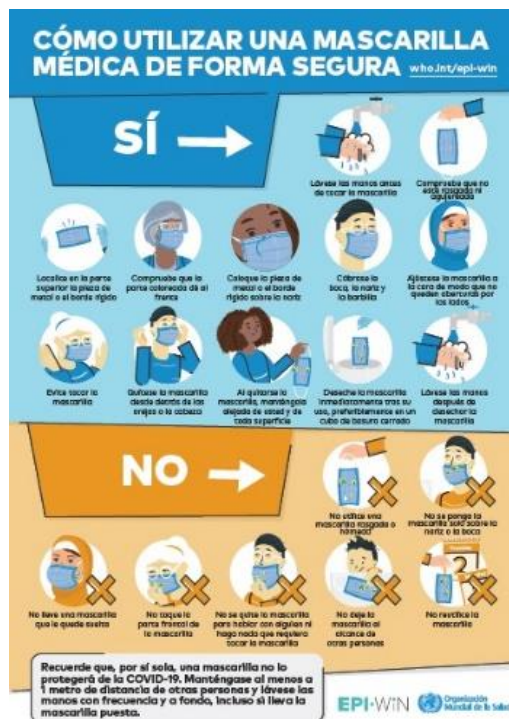 CÓMO UTILIZAR UNA MASCARILLA
MÉDICA DE FORMA SEGURA who.int/epi-win
SÍ
Lávese las manos antes
de tocar la mascarilla
Compruebe que no
esté rasgada ni
agujereada
Localice en la parte
superior la pieza de
metal o el borde rígido
Compruebe que la
parte coloreada dé al
frente
Coloque la pieza de
metal o el borde
rígido sobre la nariz
Cúbrase la
boca, la nariz y
la barbilla
Ajústese la mascarilla a
la cara de modo que no
queden aberturas por
los lados
Evite tocar la
mascarilla
Quítese la mascarilla
desde detrás de las
orejas o la cabeza
Al quitarse la
mascarilla, manténgala
alejada de usted y de
toda superficie
Deseche la mascarilla
inmediatamente tras su
uso, preferiblemente en un
cubo de basura cerrado
Lávese las manos
después de
desechar la
mascarilla
NO
No utilice una
mascarilla rasgada o
húmeda
No se ponga la
mascarilla solo sobre la
nariz o la boca
No lleve una mascarilla
que le quede suelta
No toque la
parte frontal de
la mascarilla
No se quite la mascarilla
para hablar con alguien ni
haga nada que requiera
tocar la mascarilla
No deje la
mascarilla al
alcance de
otras personas
No reutilice la
mascarilla
Recuerde que, por sí sola, una mascarilla no lo
protegerá de la COVID-19. Manténgase al menos a
1 metro de distancia de otras personas y lávese las
manos con frecuencia y a fondo, incluso si lleva la
mascarilla puesta.
EPI-WiN
Organización
Mundial de la Salud